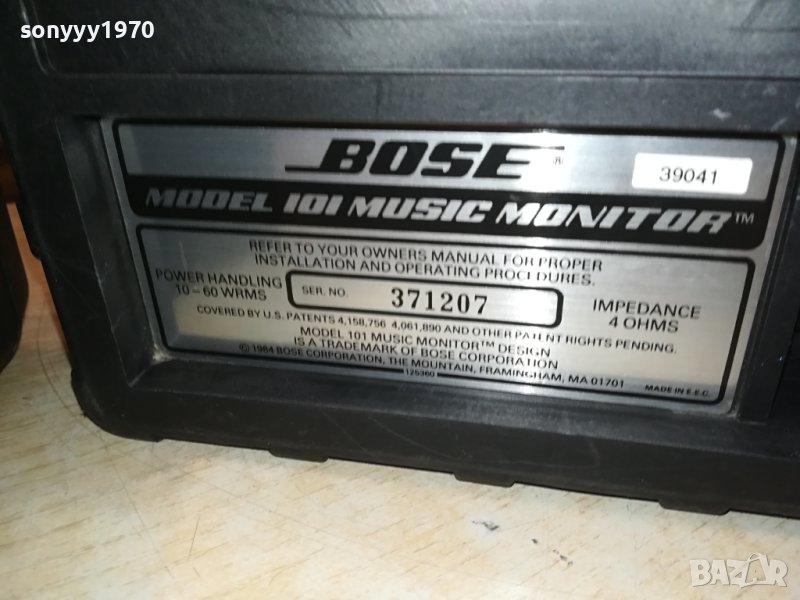 sonyyy1970
BOSE®
39041
MODEL 101 MUSIC MONITOR™
REFER TO YOUR OWNERS MANUAL FOR PROPER
INSTALLATION AND OPERATING PROCEDURES.
POWER HANDLING
10-60 WRMS
SER. NO. 371207
IMPEDANCE
4 OHMS
COVERED BY U.S. PATENTS 4,158,756 4,061,890 AND OTHER PATENT RIGHTS PENDING.
MODEL 101 MUSIC MONITOR™ DESIGN
IS A TRADEMARK OF BOSE CORPORATION
© 1984 BOSE CORPORATION, THE MOUNTAIN, FRAMINGHAM, MA 01701
125360
MADE IN E.E.C.
BAZAR